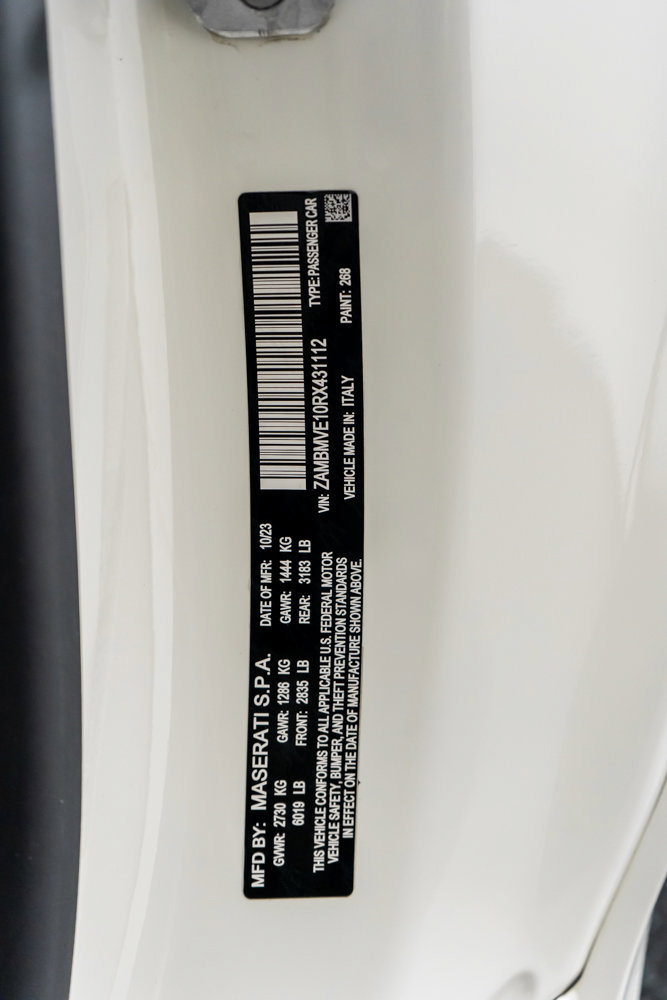 MFD BY: MASERATI S.P.A. DATE OF MFR: 10/23
GVWR: 2730 KG GAWR: 1286 KG GAWR: 1444 KG
6019 LB FRONT: 2835 LB REAR: 3183 LB
THIS VEHICLE CONFORMS TO ALL APPLICABLE U.S. FEDERAL MOTOR
VEHICLE SAFETY, BUMPER, AND THEFT PREVENTION STANDARDS
IN EFFECT ON THE DATE OF MANUFACTURE SHOWN ABOVE.
TYPE: PASSENGER CAR
VIN: ZAMBMVE10RX431112
VEHICLE MADE IN: ITALY PAINT: 268